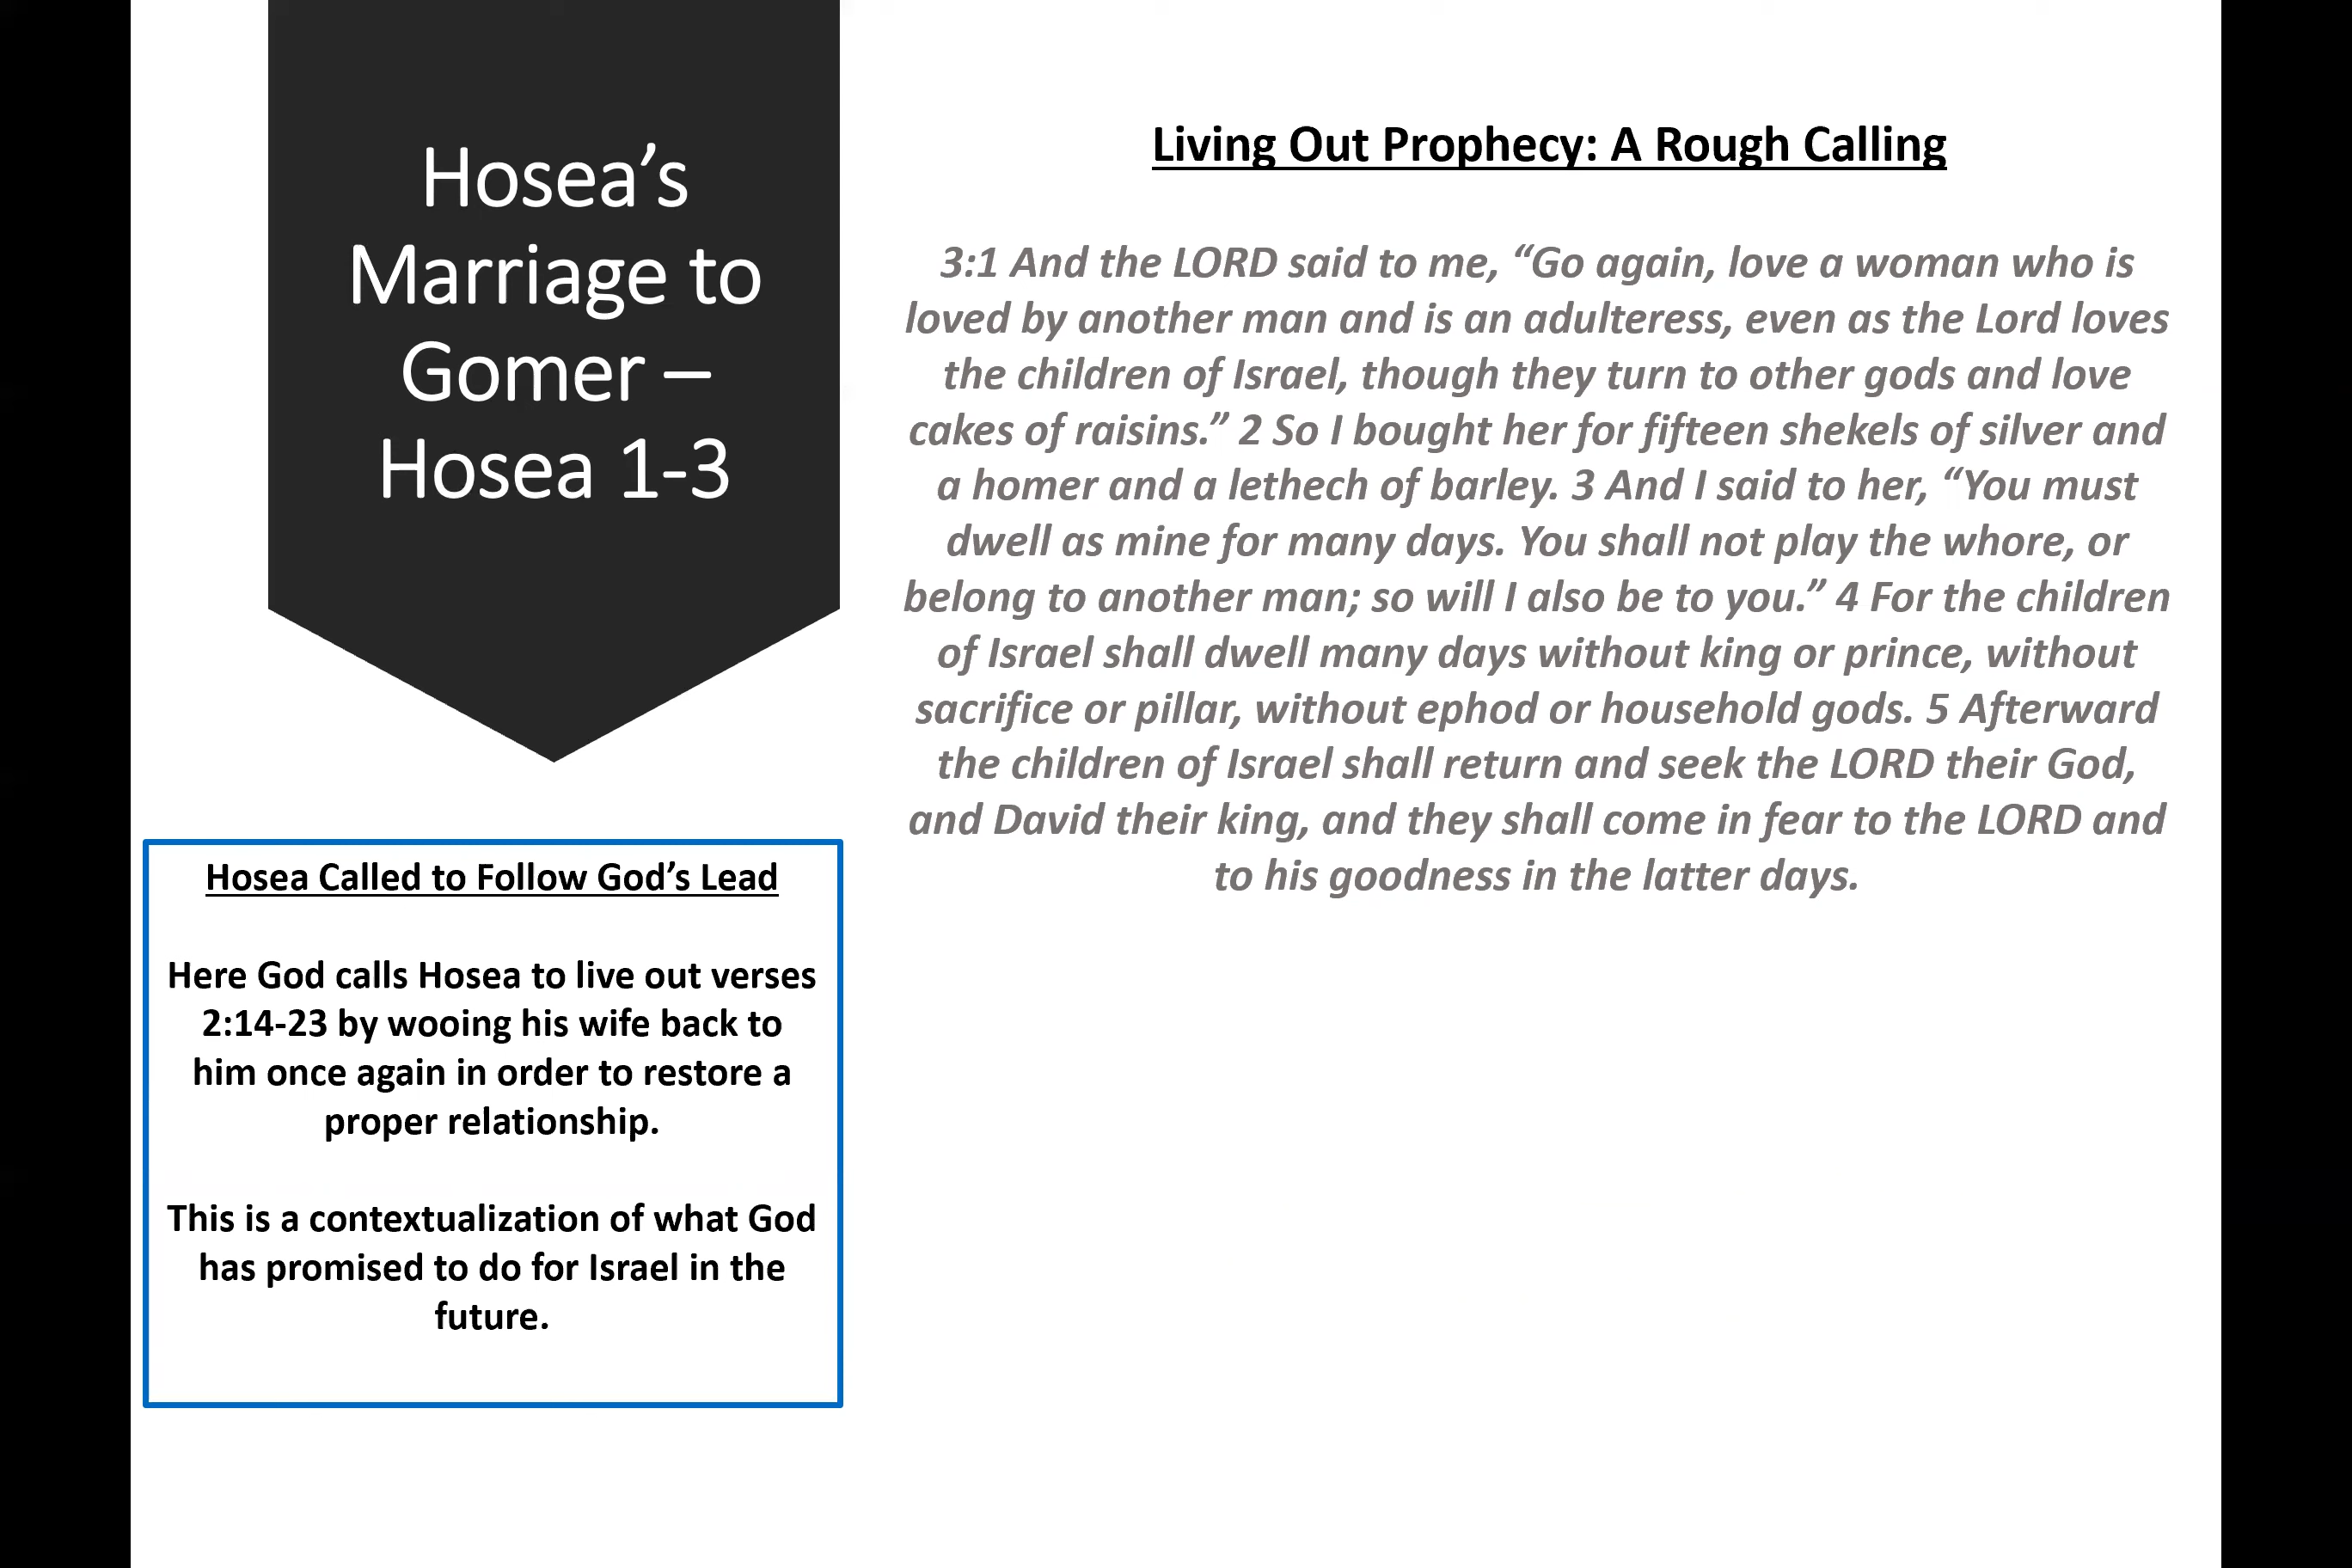 Hosea’s
Marriage to
Gomer –
Hosea 1-3
Living Out Prophecy: A Rough Calling
3:1 And the LORD said to me, “Go again, love a woman who is
loved by another man and is an adulteress, even as the Lord loves
the children of Israel, though they turn to other gods and love
cakes of raisins.” 2 So I bought her for fifteen shekels of silver and
a homer and a lethech of barley. 3 And I said to her, “You must
dwell as mine for many days. You shall not play the whore, or
belong to another man; so will I also be to you.” 4 For the children
of Israel shall dwell many days without king or prince, without
sacrifice or pillar, without ephod or household gods. 5 Afterward
the children of Israel shall return and seek the LORD their God,
and David their king, and they shall come in fear to the LORD and
to his goodness in the latter days.
Hosea Called to Follow God’s Lead
Here God calls Hosea to live out verses
2:14-23 by wooing his wife back to
him once again in order to restore a
proper relationship.
This is a contextualization of what God
has promised to do for Israel in the
future.